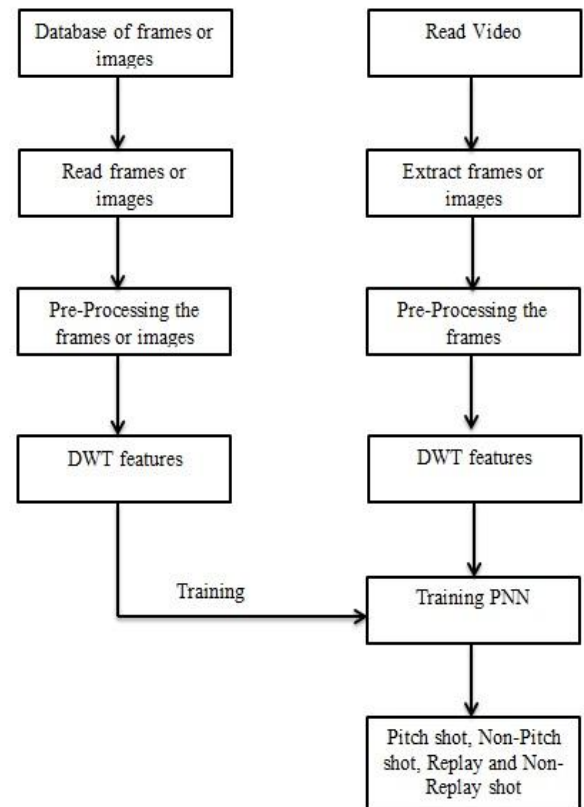 Database of frames or
images
Read frames or
images
Pre-Processing the
frames or images
DWT features
Training
Read Video
Extract frames or
images
Pre-Processing the
frames
DWT features
Training PNN
Pitch shot, Non-Pitch
shot, Replay and Non-
Replay shot